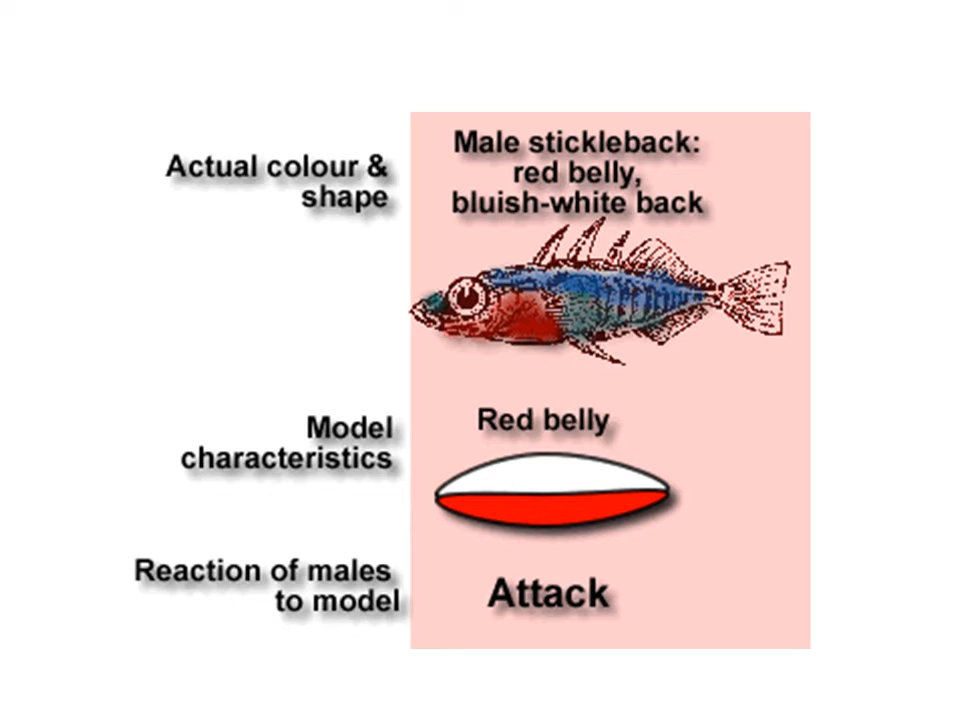 Actual colour &
shape
Male stickleback:
red belly,
bluish-white back
Model
characteristics
Red belly
Reaction of males
to model
Attack